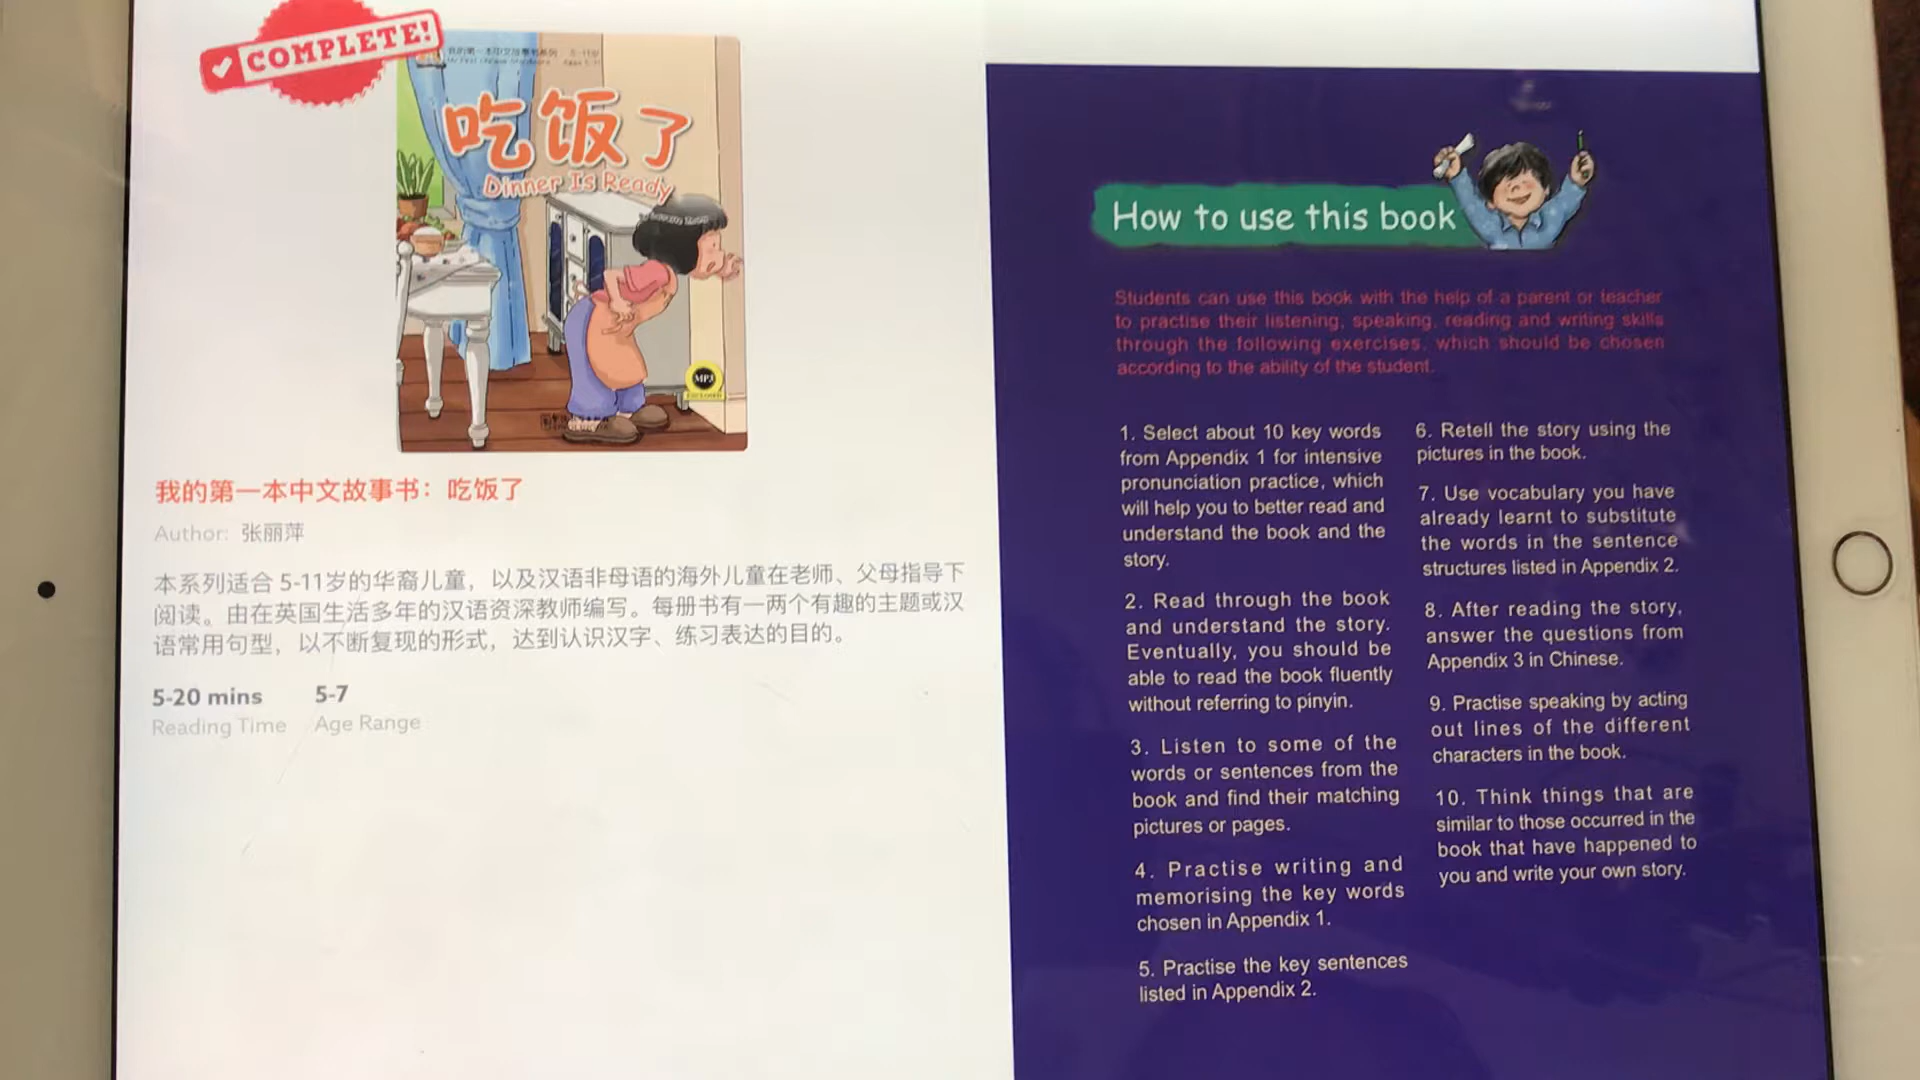 COMPLETE!
我的第一本中文故事书系列 5-11岁
吃饭了
Dinner Is Ready
MP3
我的第一本中文故事书：吃饭了
Author: 张丽萍
本系列适合 5-11岁的华裔儿童，以及汉语非母语的海外儿童在老师、父母指导下
阅读。由在英国生活多年的汉语资深教师编写。每册书有一两个有趣的主题或汉
语常用句型，以不断复现的形式，达到认识汉字、练习表达的目的。
5-20 mins 5-7
Reading Time Age Range
How to use this book
Students can use this book with the help of a parent or teacher
to practise their listening, speaking, reading and writing skills
through the following exercises, which should be chosen
according to the ability of the student.
1. Select about 10 key words
from Appendix 1 for intensive
pronunciation practice, which
will help you to better read and
understand the book and the
story.
2. Read through the book
and understand the story.
Eventually, you should be
able to read the book fluently
without referring to pinyin.
3. Listen to some of the
words or sentences from the
book and find their matching
pictures or pages.
4. Practise writing and
memorising the key words
chosen in Appendix 1.
5. Practise the key sentences
listed in Appendix 2.
6. Retell the story using the
pictures in the book.
7. Use vocabulary you have
already learnt to substitute
the words in the sentence
structures listed in Appendix 2.
8. After reading the story,
answer the questions from
Appendix 3 in Chinese.
9. Practise speaking by acting
out lines of the different
characters in the book.
10. Think things that are
similar to those occurred in the
book that have happened to
you and write your own story.